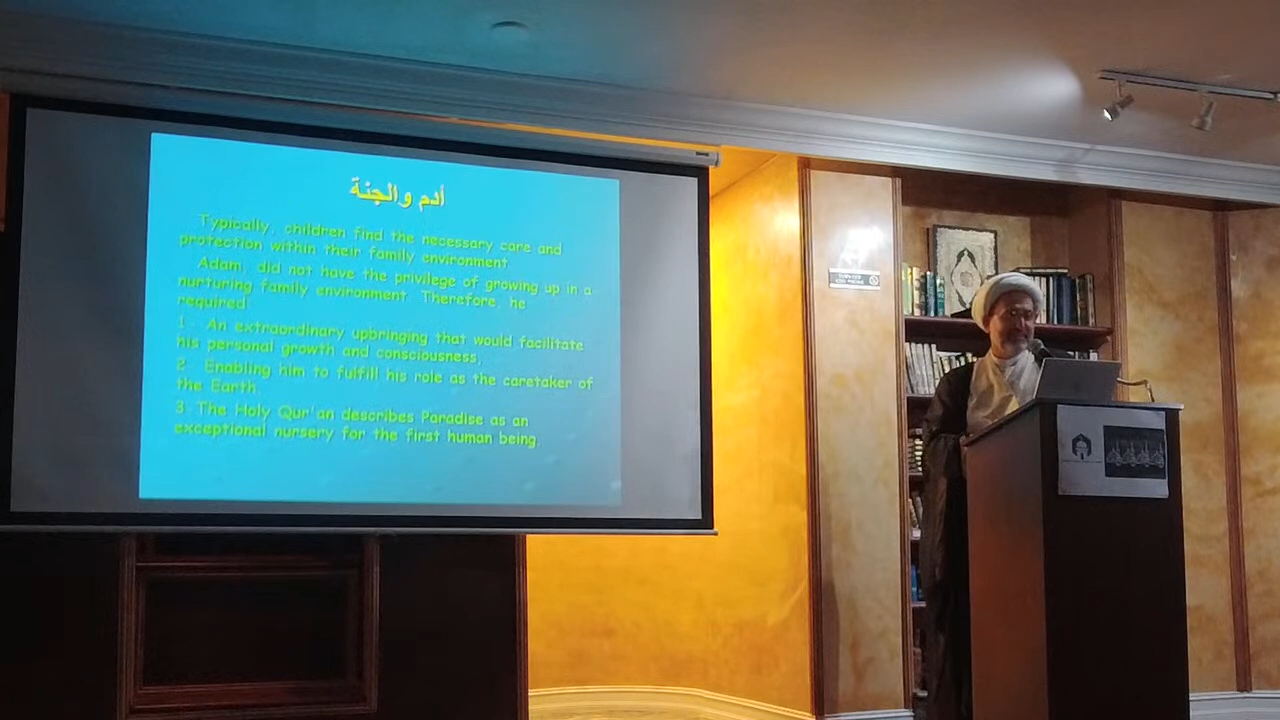 أدم والجنة
Typically, children find the necessary care and
protection within their family environment
Adam, did not have the privilege of growing up in a
nurturing family environment. Therefore, he
required:
1. An extraordinary upbringing that would facilitate
his personal growth and consciousness,
2. Enabling him to fulfill his role as the caretaker of
the Earth.
3. The Holy Qur'an describes Paradise as an
exceptional nursery for the first human being.